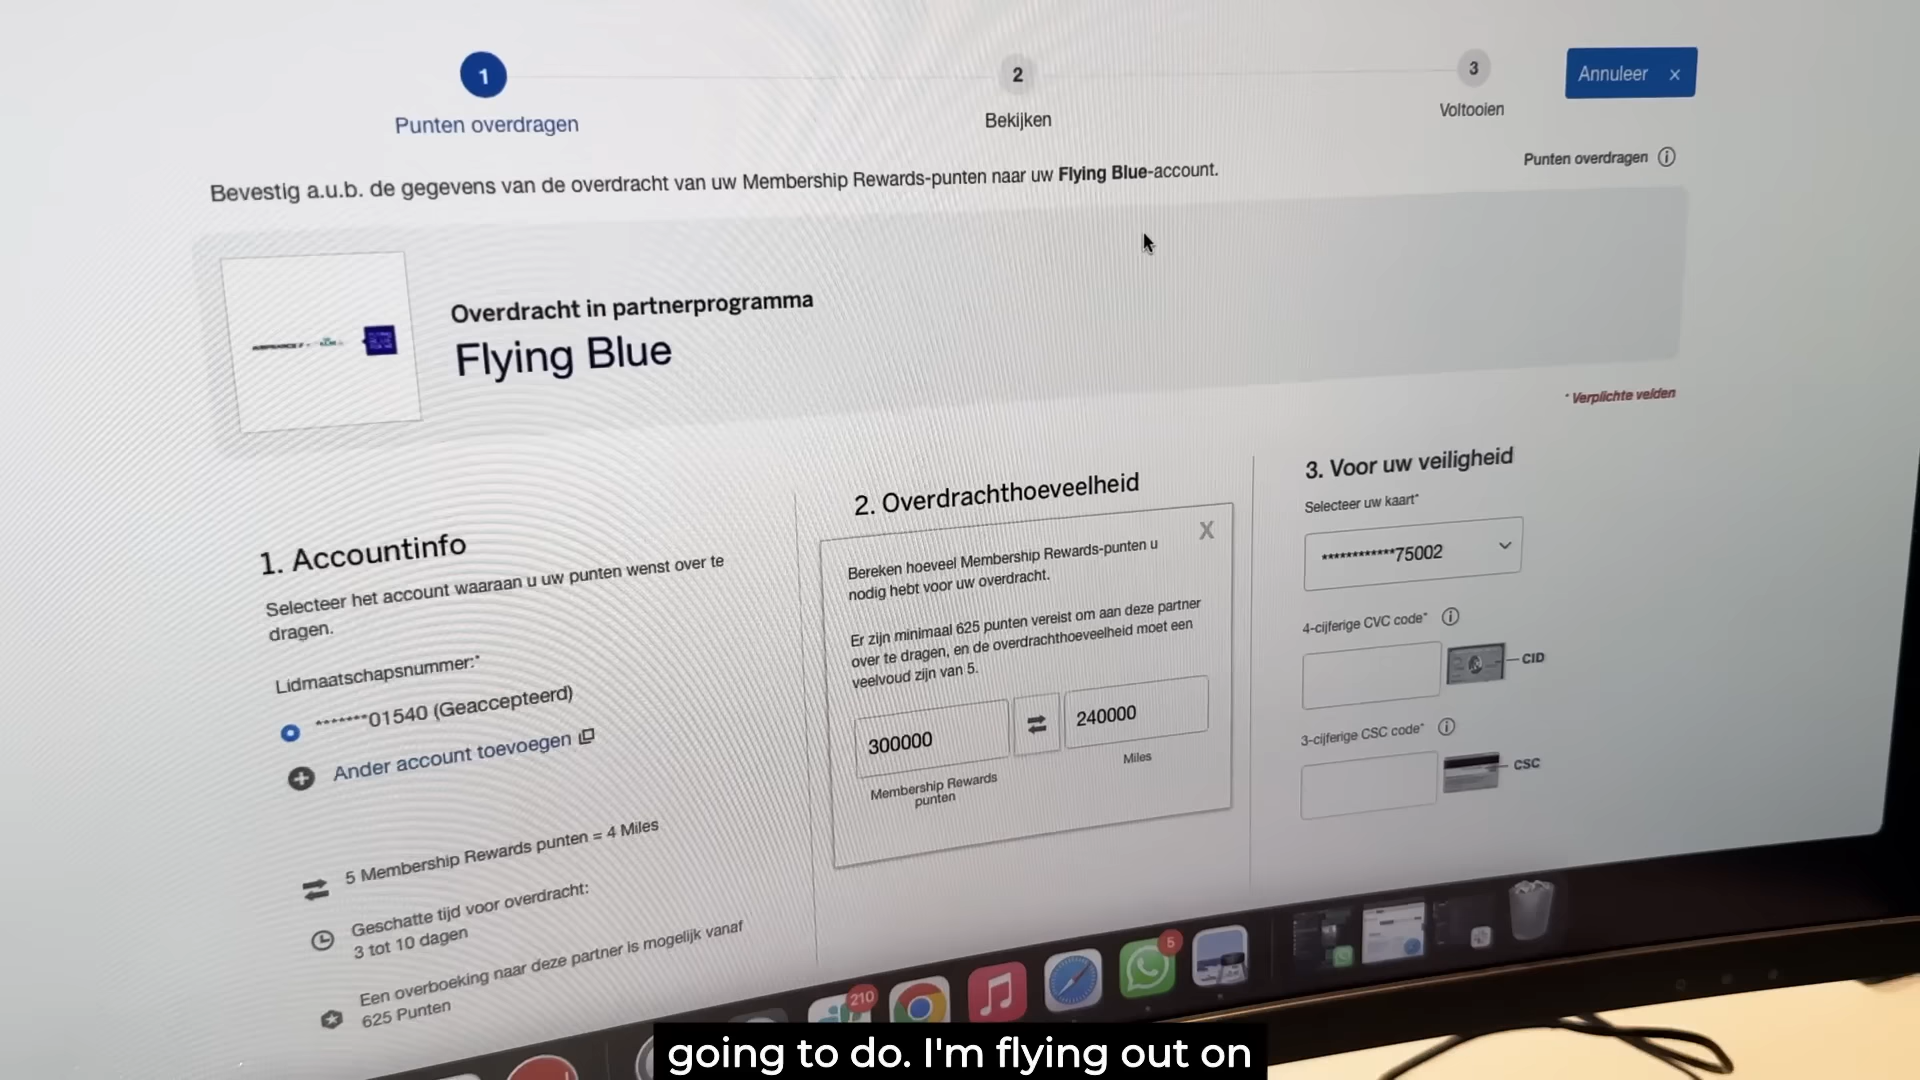 1
2
3
Annuleer X
Punten overdragen
Bekijken
Voltooien
Punten overdragen
Bevestig a.u.b. de gegevens van de overdracht van uw Membership Rewards-punten naar uw Flying Blue-account.
Overdracht in partnerprogramma
Flying Blue
* Verplichte velden
1. Accountinfo
Selecteer het account waaraan u uw punten wenst over te
dragen.
Lidmaatschapsnummer:*
*******01540 (Geaccepteerd)
Ander account toevoegen
5 Membership Rewards punten = 4 Miles
Geschatte tijd voor overdracht:
3 tot 10 dagen
Een overboeking naar deze partner is mogelijk vanaf
625 Punten
2. Overdrachthoeveelheid
X
Bereken hoeveel Membership Rewards-punten u
nodig hebt voor uw overdracht.
Er zijn minimaal 625 punten vereist om aan deze partner
over te dragen, en de overdrachthoeveelheid moet een
veelvoud zijn van 5.
300000
240000
Membership Rewards
punten
Miles
3. Voor uw veiligheid
Selecteer uw kaart*
************75002
4-cijferige CVC code*
CID
3-cijferige CSC code*
CSC
210
5
going to do. I'm flying out on